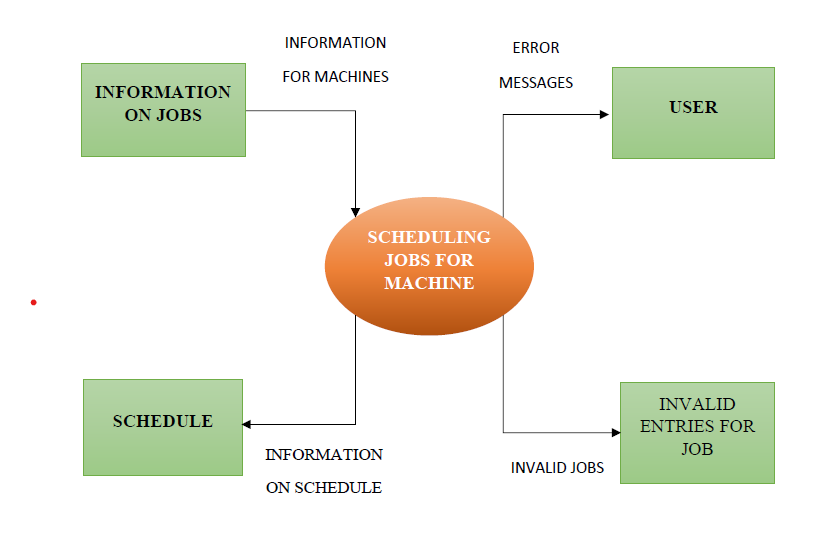 INFORMATION
FOR MACHINES
ERROR
MESSAGES
INFORMATION
ON JOBS
USER
SCHEDULING
JOBS FOR
MACHINE
SCHEDULE
INVALID
ENTRIES FOR
JOB
INFORMATION
ON SCHEDULE
INVALID JOBS